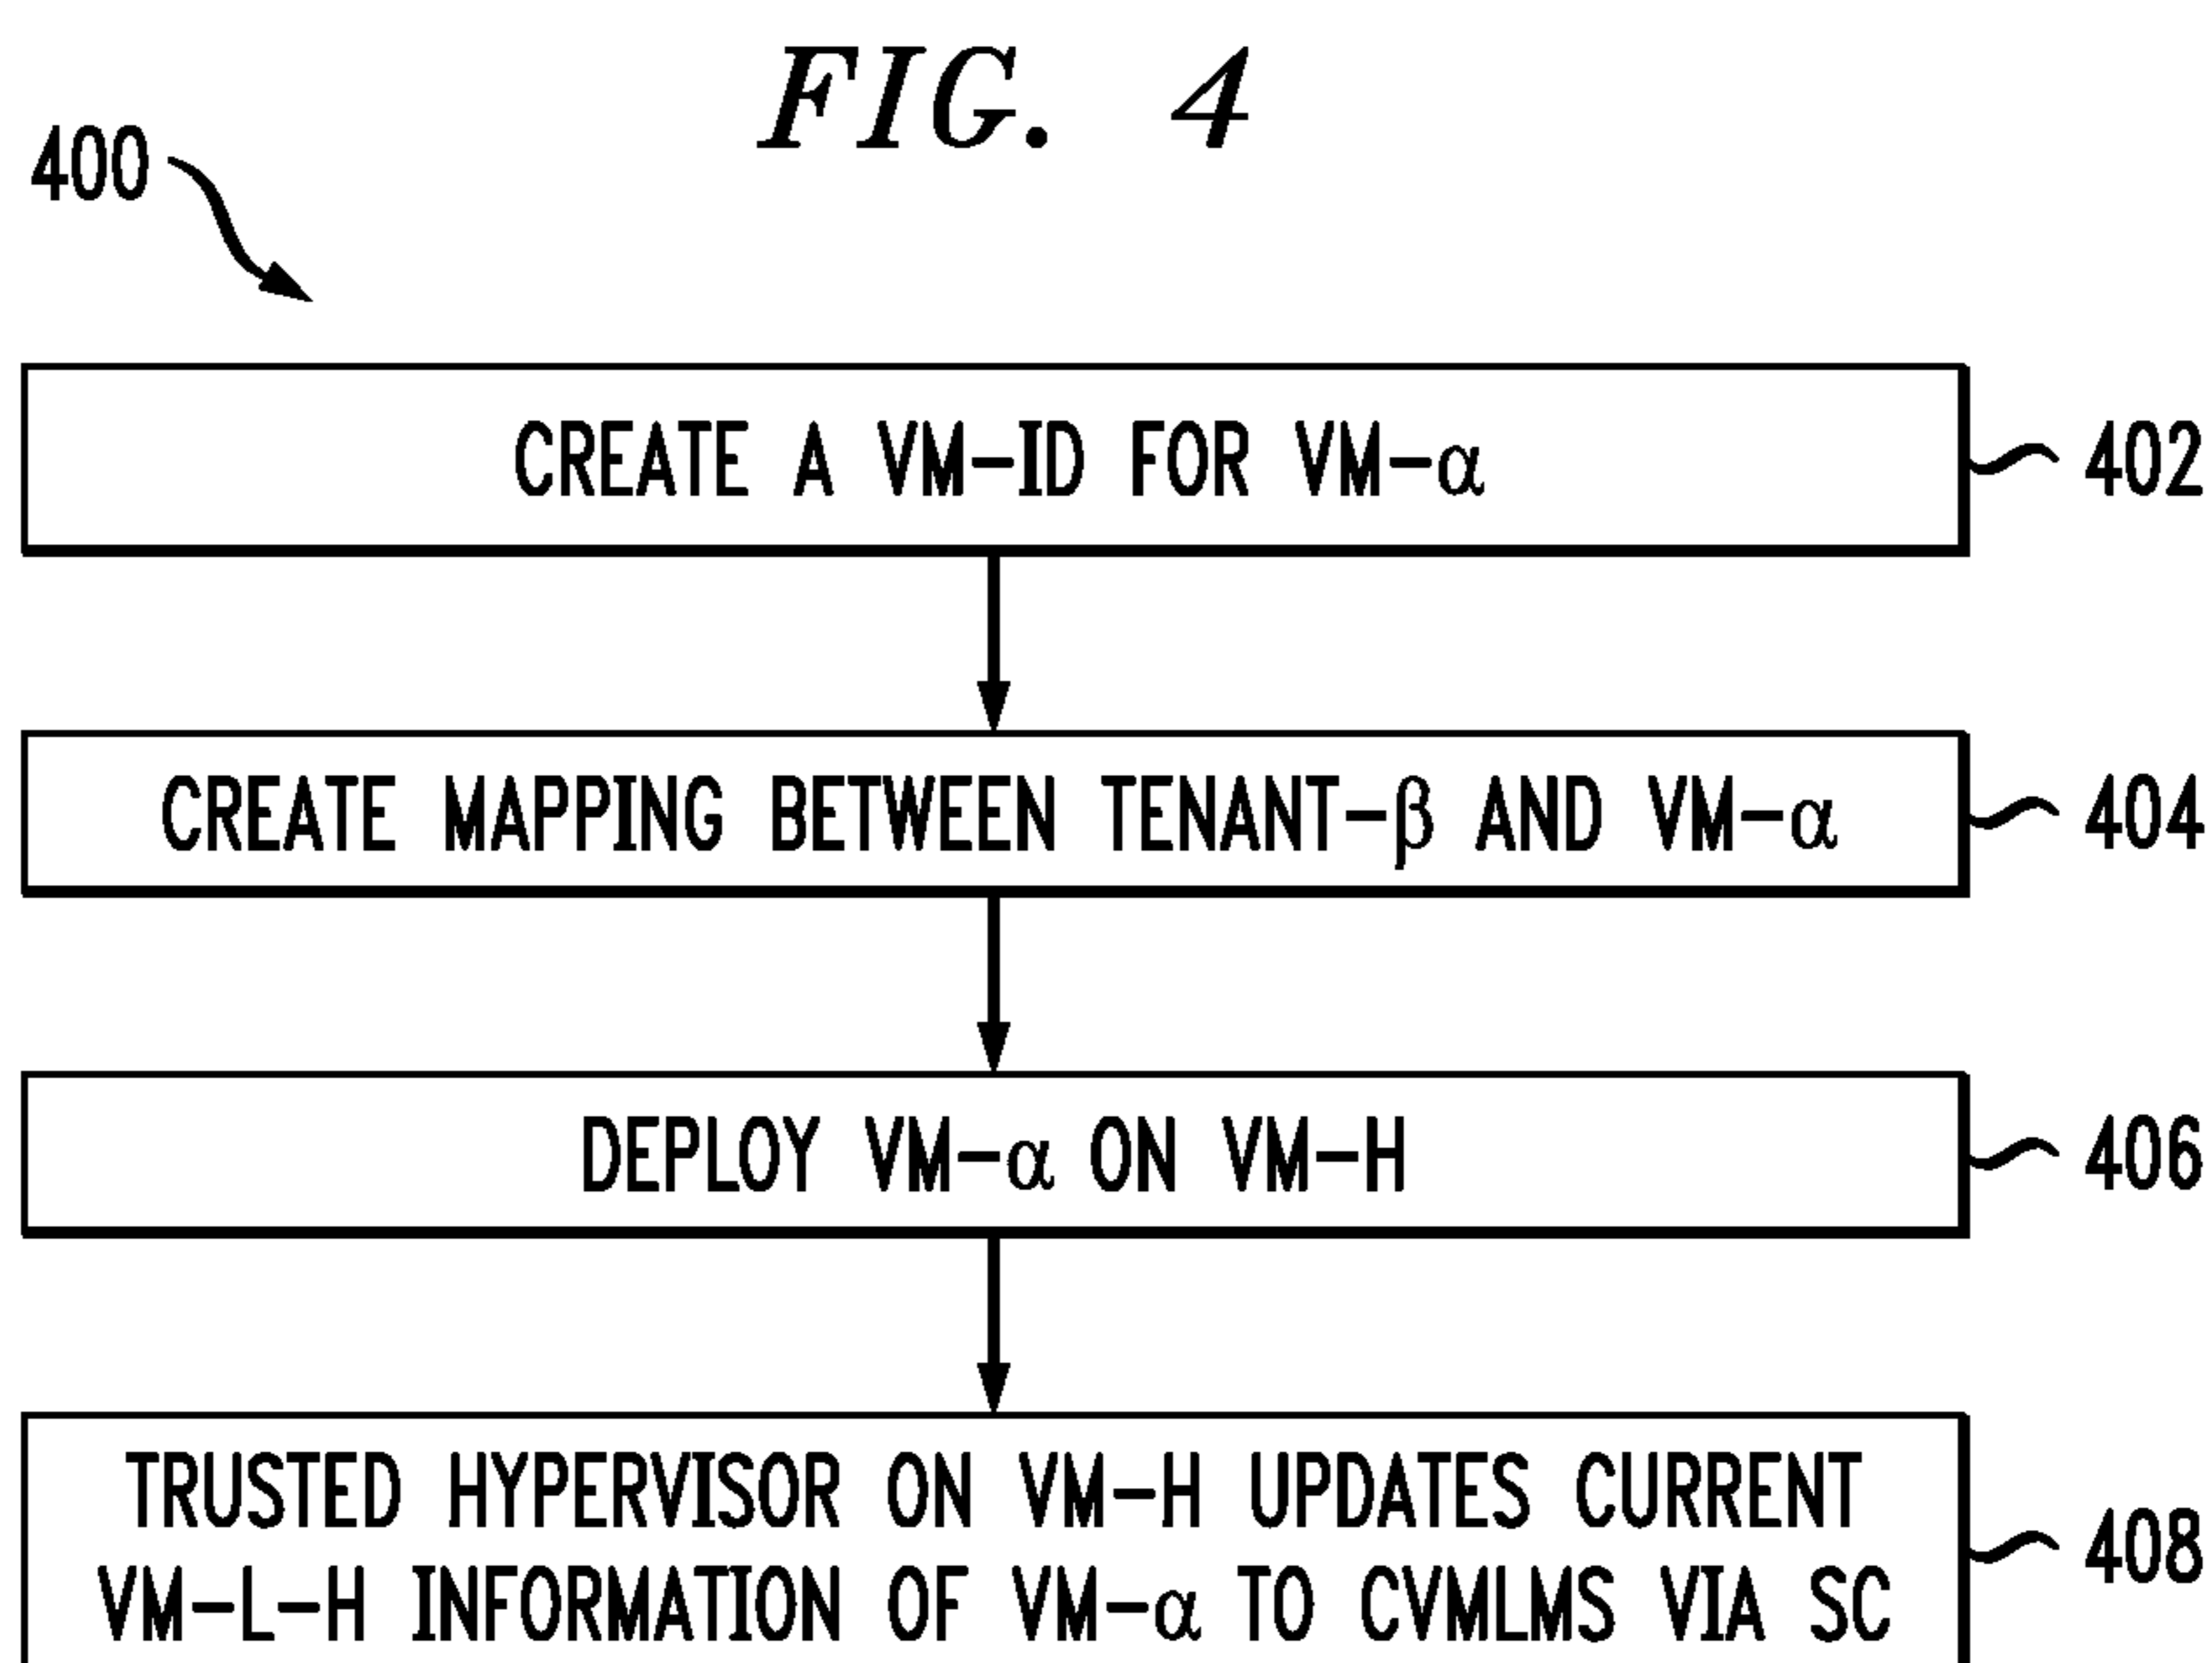 FIG. 4
400
CREATE A VM-ID FOR VM-α
402
CREATE MAPPING BETWEEN TENANT-β AND VM-α
404
DEPLOY VM-α ON VM-H
406
TRUSTED HYPERVISOR ON VM-H UPDATES CURRENT
VM-L-H INFORMATION OF VM-α TO CVMLMS VIA SC
408